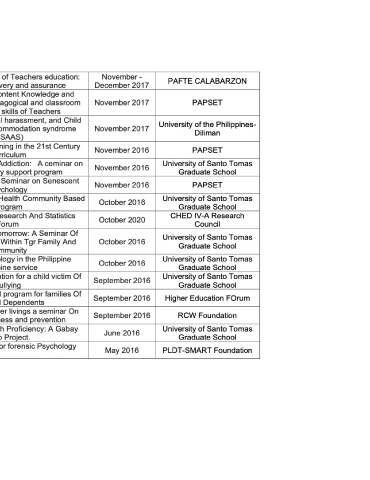 of Teachers education:
very and assurance
November -
December 2017
PAFTE CALABARZON
ontent Knowledge and
dagogical and classroom
skills of Teachers
November 2017
PAPSET
l harassment, and Child
ommodation syndrome
SAAS)
November 2017
University of the Philippines-
Diliman
ning in the 21st Century
rriculum
November 2016
PAPSET
Addiction: A ceminar on
y support program
November 2016
University of Santo Tomas
Graduate School
Seminar on Senescent
ychology
November 2016
PAPSET
Health Community Based
rogram
October 2016
University of Santo Tomas
Graduate School
esearch And Statistics
Forum
October 2020
CHED IV-A Research
Council
omorrow: A Seminar Of
Within Tgr Family And
mmunity
October 2016
University of Santo Tomas
Graduate School
ology in the Philippine
ine service
October 2016
University of Santo Tomas
Graduate School
tion for a child victim Of
ullying
September 2016
University of Santo Tomas
Graduate School
l program for families Of
l Dependents
September 2016
Higher Education FOrum
er livings a seminar On
ess and prevention
September 2016
RCW Foundation
h Proficiency: A Gabay
o Project.
June 2016
University of Santo Tomas
Graduate School
or forensic Psychology
May 2016
PLDT-SMART Foundation